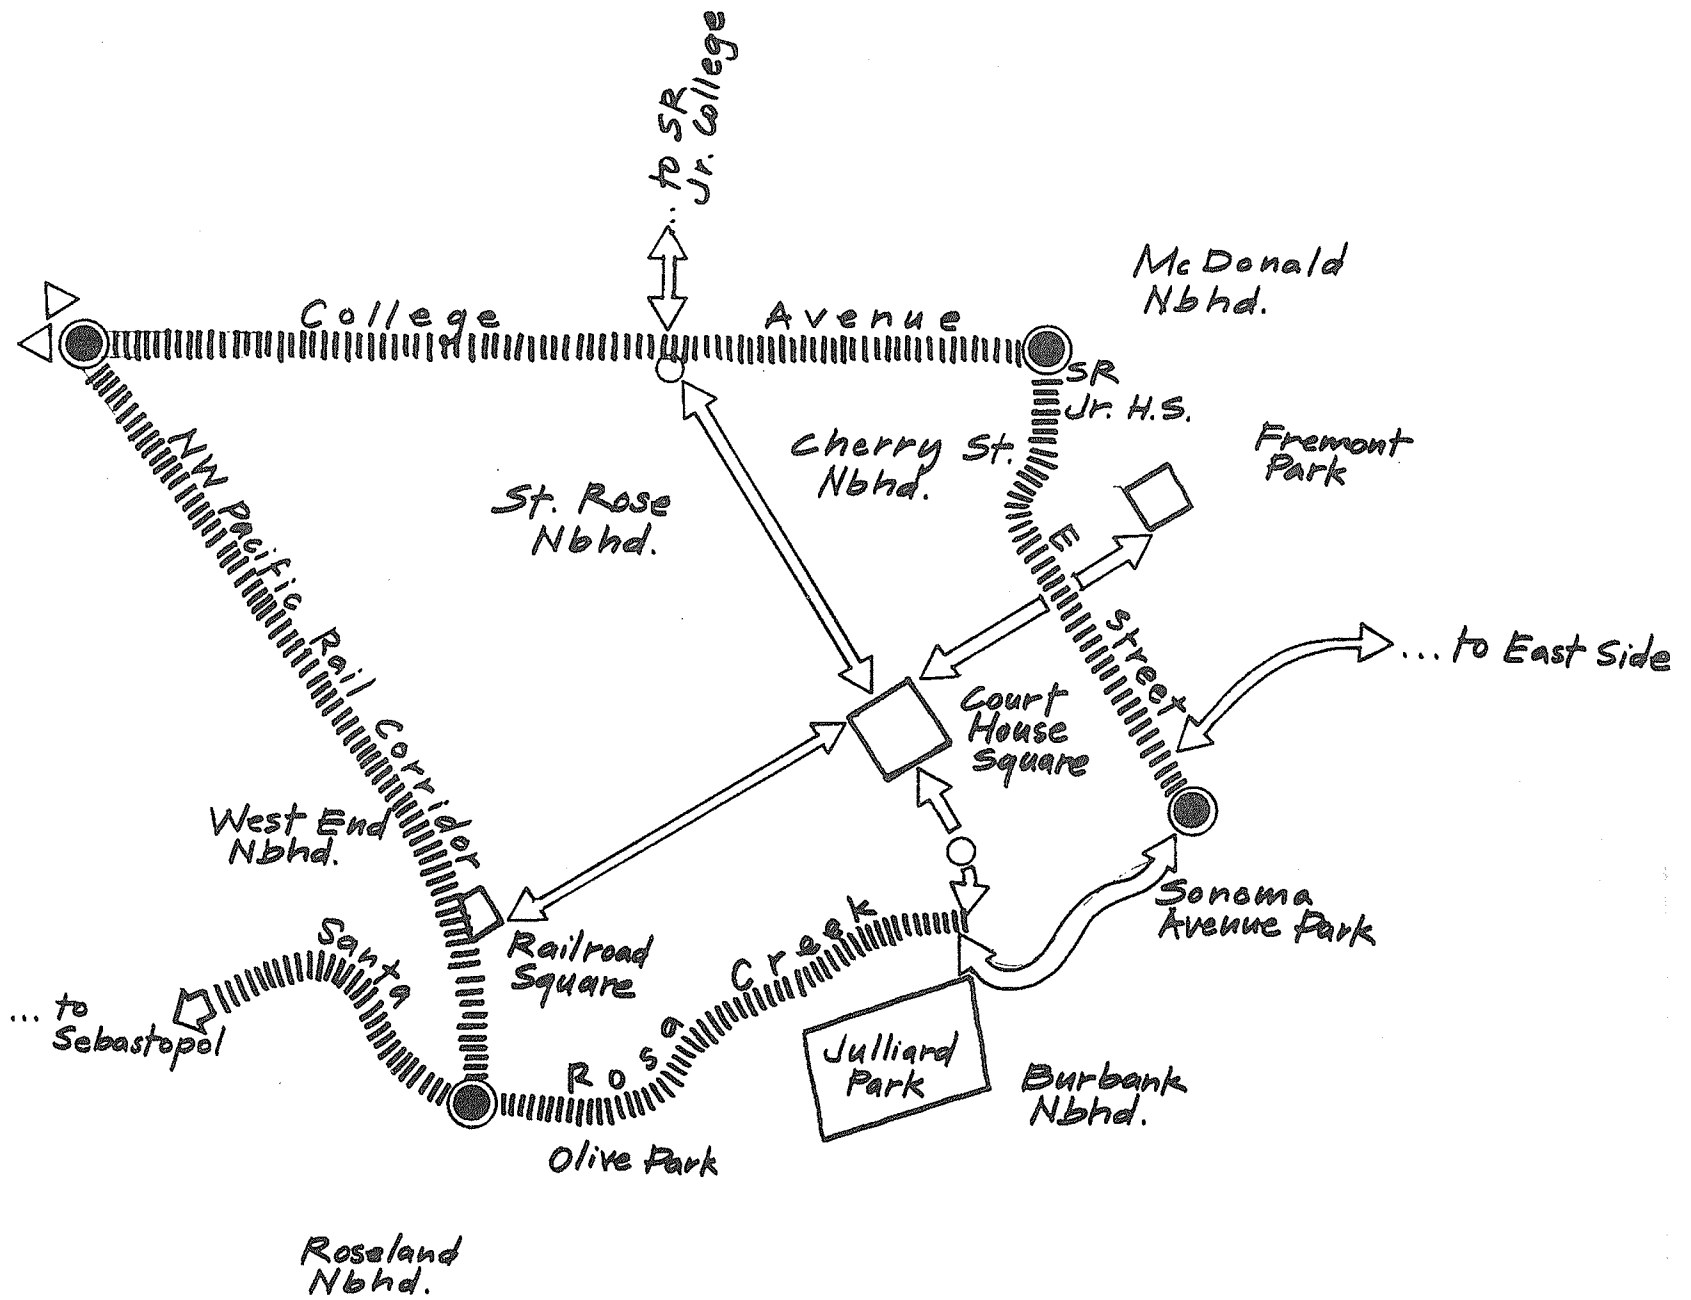 ... to SR
Jr. College
McDonald
Nbhd.
College Avenue
SR
Jr. H.S.
Cherry St.
Nbhd.
Fremont
Park
St. Rose
Nbhd.
NW Pacific Rail Corridor
E Street
... to East Side
Court
House
Square
West End
Nbhd.
Sonoma
Avenue Park
Railroad
Square
Santa Rosa Creek
... to
Sebastopol
Julliard
Park
Burbank
Nbhd.
Olive Park
Roseland
Nbhd.